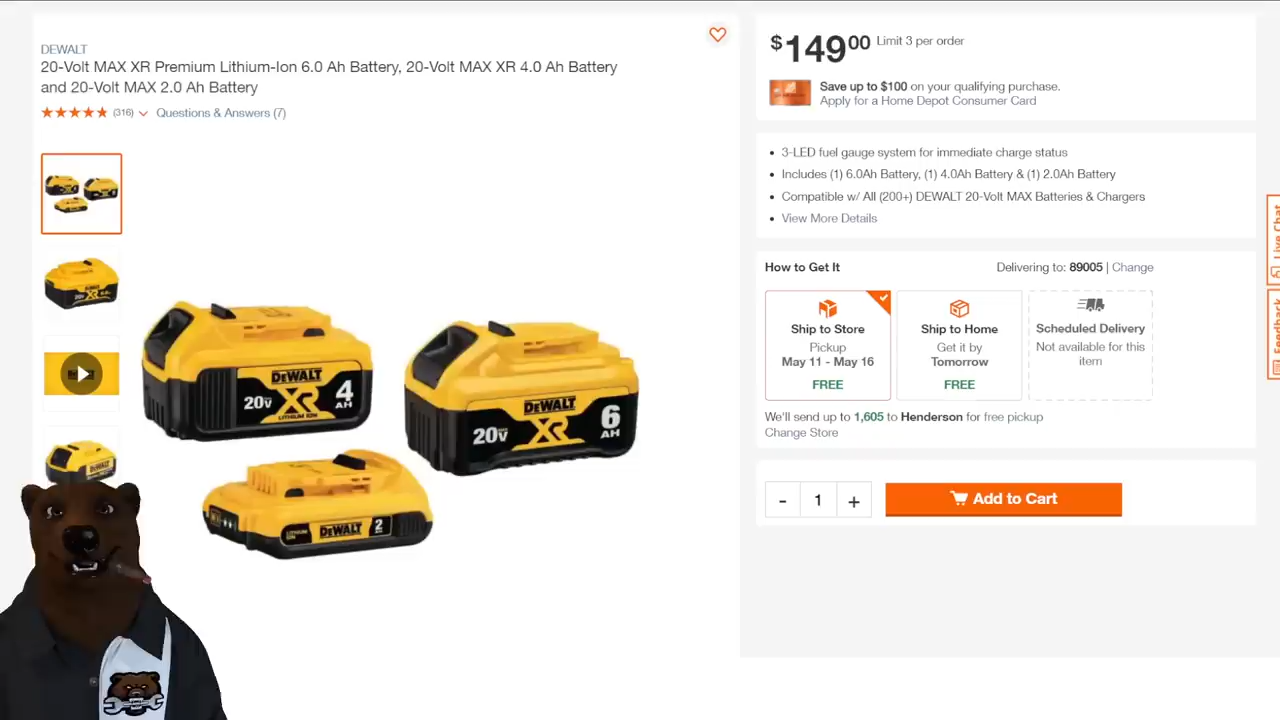 DEWALT
20-Volt MAX XR Premium Lithium-Ion 6.0 Ah Battery, 20-Volt MAX XR 4.0 Ah Battery
and 20-Volt MAX 2.0 Ah Battery
(316)
Questions & Answers (7)
DEWALT
20V XR 4 AH
LITHIUM ION
DEWALT
20V XR 6 AH
LITHIUM ION DEWALT 2
$149.00 Limit 3 per order
Save up to $100 on your qualifying purchase.
Apply for a Home Depot Consumer Card
• 3-LED fuel gauge system for immediate charge status
• Includes (1) 6.0Ah Battery, (1) 4.0Ah Battery & (1) 2.0Ah Battery
• Compatible w/ All (200+) DEWALT 20-Volt MAX Batteries & Chargers
• View More Details
How to Get It
Delivering to: 89005 | Change
Ship to Store
Pickup
May 11 - May 16
FREE
Ship to Home
Get it by
Tomorrow
FREE
Scheduled Delivery
Not available for this
item
We'll send up to 1,605 to Henderson for free pickup
Change Store
- 1 +
Add to Cart
Live Chat
Feedback